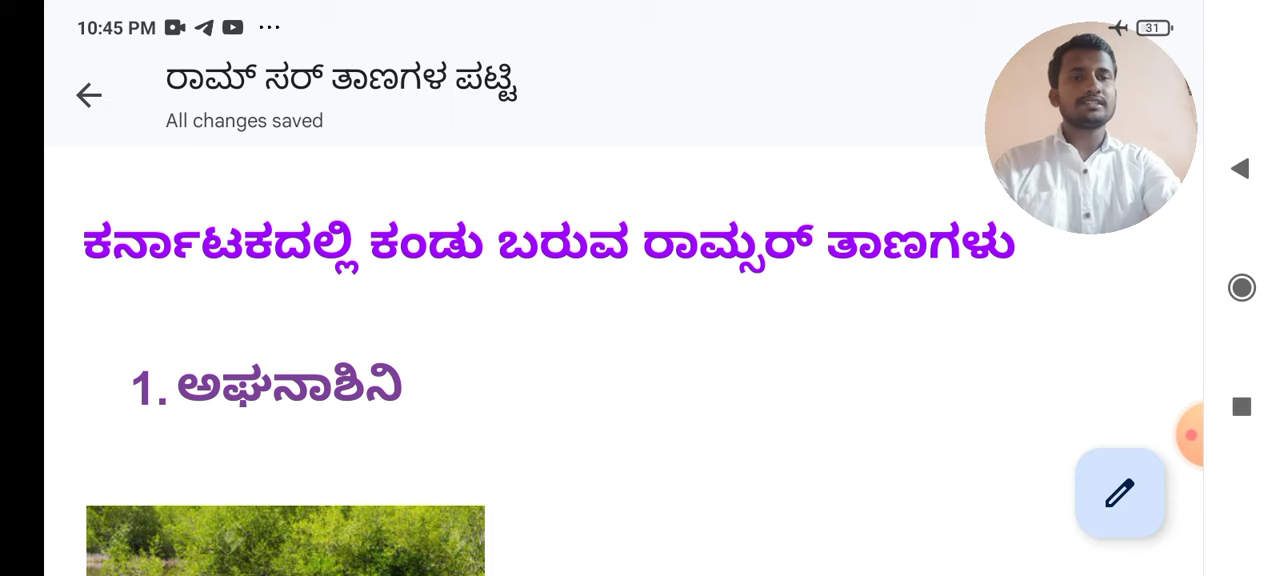 10:45 PM
31
ರಾಮ್ ಸರ್ ತಾಣಗಳ ಪಟ್ಟಿ
All changes saved
ಕರ್ನಾಟಕದಲ್ಲಿ ಕಂಡು ಬರುವ ರಾಮ್ಸರ್ ತಾಣಗಳು
1. ಅಘನಾಶಿನಿ